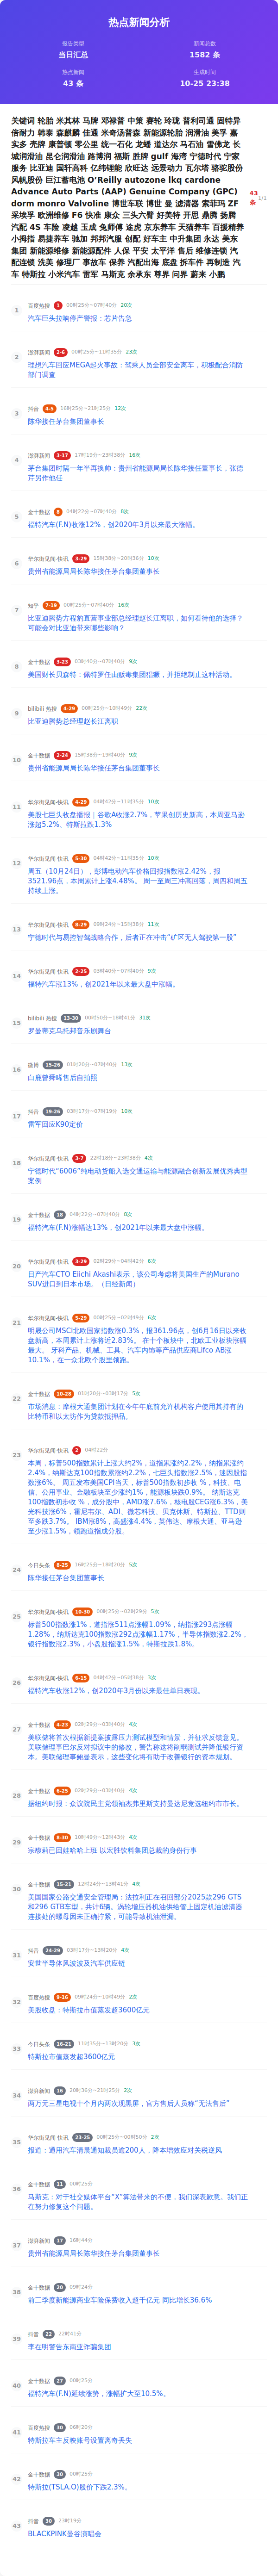 热点新闻分析
报告类型
新闻总数
当日汇总
1582 条
热点新闻
生成时间
43 条
10-25 23:38
关键词 轮胎 米其林 马牌 邓禄普 中策 赛轮 普利司通 固特异
倍耐力 韩泰 森麒麟 佳通 米奇汤普森 新能源轮胎 润滑油 美孚 嘉
实多 壳牌 康普顿 零公里 统一石化 龙蟠 道达尔 马石油 雪佛龙 长
城润滑油 昆仑润滑油 路博润 福斯 胜牌 gulf 海湾 宁德时代 宁家
服务 比亚迪 国轩高科 亿纬锂能 欣旺达 远景动力 瓦尔塔 骆驼股份
风帆股份 巨江蓄电池 O’Reilly autozone lkq cardone
Advance Auto Parts (AAP) Genuine Company (GPC)
dorm monro Valvoline 博世车联 博世 曼 滤清器 索菲玛 ZF
采埃孚 欧洲维修 F6 快准 康众 三头六臂 好美特 开思 鼎腾 扬腾
汽配 4S 车险 凌越 玉成 兔师傅 途虎 京东养车 天猫养车 百援精养
小拇指 易捷养车 驰加 邦邦汽服 创配 好车主 中升集团 永达 美东
集团 新能源维修 新能源配件 人保 平安 太平洋 售后 维修连锁 汽
配连锁 洗美 修理厂 事故车 保养 汽配出海 底盘 拆车件 再制造 汽
车 特斯拉 小米汽车 雷军 马斯克 余承东 尊界 问界 蔚来 小鹏
43
条
1/1
1
百度热搜 1 00时25分~07时40分 20次
汽车巨头拉响停产警报：芯片告急
2
澎湃新闻 2-6 00时25分~11时35分 23次
理想汽车回应MEGA起火事故：驾乘人员全部安全离车，积极配合消防
部门调查
3
抖音 4-8 16时25分~21时25分 12次
陈华接任茅台集团董事长
4
澎湃新闻 3-17 17时19分~23时38分 16次
茅台集团时隔一年半再换帅：贵州省能源局局长陈华接任董事长，张德
芹另作他任
5
金十数据 8 04时22分~07时40分 8次
福特汽车(F.N)收涨12%，创2020年3月以来最大涨幅。
6
华尔街见闻-快讯 3-29 15时38分~20时36分 10次
贵州省能源局局长陈华接任茅台集团董事长
7
知乎 7-19 00时25分~07时40分 16次
比亚迪腾势方程豹直营事业部总经理赵长江离职，如何看待他的选择？
可能会对比亚迪带来哪些影响？
8
金十数据 3-23 03时40分~07时40分 9次
美国财长贝森特：佩特罗任由贩毒集团猖獗，并拒绝制止这种活动。
9
bilibili 热搜 4-29 00时25分~10时49分 22次
比亚迪腾势总经理赵长江离职
10
金十数据 2-24 15时38分~19时40分 9次
贵州省能源局局长陈华接任茅台集团董事长
11
华尔街见闻-快讯 4-29 04时42分~11时35分 10次
美股七巨头收盘播报｜谷歌A收涨2.7%，苹果创历史新高，本周亚马逊
涨超5.2%、特斯拉跌1.3%
12
华尔街见闻-快讯 5-30 04时42分~11时35分 10次
周五（10月24日），彭博电动汽车价格回报指数涨2.42%，报
3521.96点，本周累计上涨4.48%。 周一至周三冲高回落，周四和周五
持续上涨。
13
华尔街见闻-快讯 6-29 09时24分~15时38分 11次
宁德时代与易控智驾战略合作，后者正在冲击“矿区无人驾驶第一股”
14
华尔街见闻-快讯 2-25 03时40分~07时40分 9次
福特汽车涨13%，创2021年以来最大盘中涨幅。
15
bilibili 热搜 13-30 00时50分~18时41分 31次
罗曼蒂克乌托邦音乐剧舞台
16
微博 15-26 01时20分~07时40分 13次
白鹿曾舜晞售后自拍照
17
抖音 19-26 03时17分~07时19分 10次
雷军回应K90定价
18
华尔街见闻-快讯 3-7 22时18分~23时38分 4次
宁德时代“6006”纯电动货船入选交通运输与能源融合创新发展优秀典型
案例
19
金十数据 18 04时22分~07时40分 8次
福特汽车(F.N)涨幅达13%，创2021年以来最大盘中涨幅。
20
华尔街见闻-快讯 3-29 02时29分~04时42分 6次
日产汽车CTO Eiichi Akashi表示，该公司考虑将美国生产的Murano
SUV进口到日本市场。（日经新闻）
21
华尔街见闻-快讯 5-29 00时25分~02时49分 6次
明晟公司MSCI北欧国家指数涨0.3%，报361.96点，创6月16日以来收
盘新高，本周累计上涨将近2.83%。 在十个板块中，北欧工业板块涨幅
最大。 牙科产品、机械、工具、汽车内饰等产品供应商Lifco AB涨
10.1%，在一众北欧个股里领跑。
22
金十数据 10-28 01时20分~03时17分 5次
市场消息：摩根大通集团计划在今年年底前允许机构客户使用其持有的
比特币和以太坊作为贷款抵押品。
23
华尔街见闻-快讯 2 04时22分
本周，标普500指数累计上涨大约2%，道指累涨约2.2%，纳指累涨约
2.4%，纳斯达克100指数累涨约2.2%，七巨头指数涨2.5%，迷因股指
数涨6%。 周五发布美国CPI当天，标普500指数初步收 %，科技、电
信、公用事业、金融板块至少涨约1%，能源板块跌0.9%。 纳斯达克
100指数初步收 %，成分股中，AMD涨7.6%，核电股CEG涨6.3%，美
光科技涨6%，霍尼韦尔、ADI、微芯科技、贝克休斯、特斯拉、TTD则
至多跌3.7%。 IBM涨8%，高盛涨4.4%，英伟达、摩根大通、亚马逊
至少涨1.5%，领跑道指成分股。
24
今日头条 8-25 16时25分~18时20分 5次
陈华接任茅台集团董事长
25
华尔街见闻-快讯 10-30 00时25分~02时29分 5次
标普500指数涨1%，道指涨511点涨幅1.09%，纳指涨293点涨幅
1.28%，纳斯达克100指数涨292点涨幅1.17%，半导体指数涨2.2%，
银行指数涨2.3%，小盘股指涨1.5%，特斯拉跌1.8%。
26
华尔街见闻-快讯 6-15 04时42分~05时38分 3次
福特汽车收涨12%，创2020年3月份以来最佳单日表现。
27
金十数据 4-23 02时29分~03时40分 4次
美联储将首次根据新提案披露压力测试模型和情景，并征求反馈意见。
美联储理事巴尔反对拟议中的修改，警告称这将削弱测试并降低银行资
本。美联储理事鲍曼表示，这些变化将有助于改善银行的资本规划。
28
金十数据 6-25 02时29分~03时40分 4次
据纽约时报：众议院民主党领袖杰弗里斯支持曼达尼竞选纽约市市长。
29
金十数据 8-30 10时49分~12时43分 4次
宗馥莉已回娃哈哈上班 以宏胜饮料集团总裁的身份行事
30
金十数据 15-21 12时24分~13时41分 4次
美国国家公路交通安全管理局：法拉利正在召回部分2025款296 GTS
和296 GTB车型，共计6辆。涡轮增压器机油供给管上固定机油滤清器
连接处的螺母因未正确拧紧，可能导致机油泄漏。
31
抖音 24-29 03时17分~13时20分 4次
安世半导体风波波及汽车供应链
32
百度热搜 9-16 09时24分~10时49分 2次
美股收盘：特斯拉市值蒸发超3600亿元
33
今日头条 16-21 11时35分~13时20分 3次
特斯拉市值蒸发超3600亿元
34
澎湃新闻 16 20时36分~21时25分 2次
两万元三星电视十个月内两次现黑屏，官方售后人员称“无法售后”
35
华尔街见闻-快讯 23-25 00时25分~00时50分 2次
报道：通用汽车清晨通知裁员逾200人，降本增效应对关税逆风
36
金十数据 11 00时25分
马斯克：对于社交媒体平台“X”算法带来的不便，我们深表歉意。我们正
在努力修复这个问题。
37
澎湃新闻 17 16时44分
贵州省能源局局长陈华接任茅台集团董事长
38
金十数据 20 09时24分
前三季度新能源商业车险保费收入超千亿元 同比增长36.6%
39
抖音 22 22时41分
李在明警告东南亚诈骗集团
40
金十数据 27 00时25分
福特汽车(F.N)延续涨势，涨幅扩大至10.5%。
41
百度热搜 30 06时20分
特斯拉车主反映账号设置离奇丢失
42
金十数据 30 00时25分
特斯拉(TSLA.O)股价下跌2.3%。
43
抖音 30 23时19分
BLACKPINK曼谷演唱会